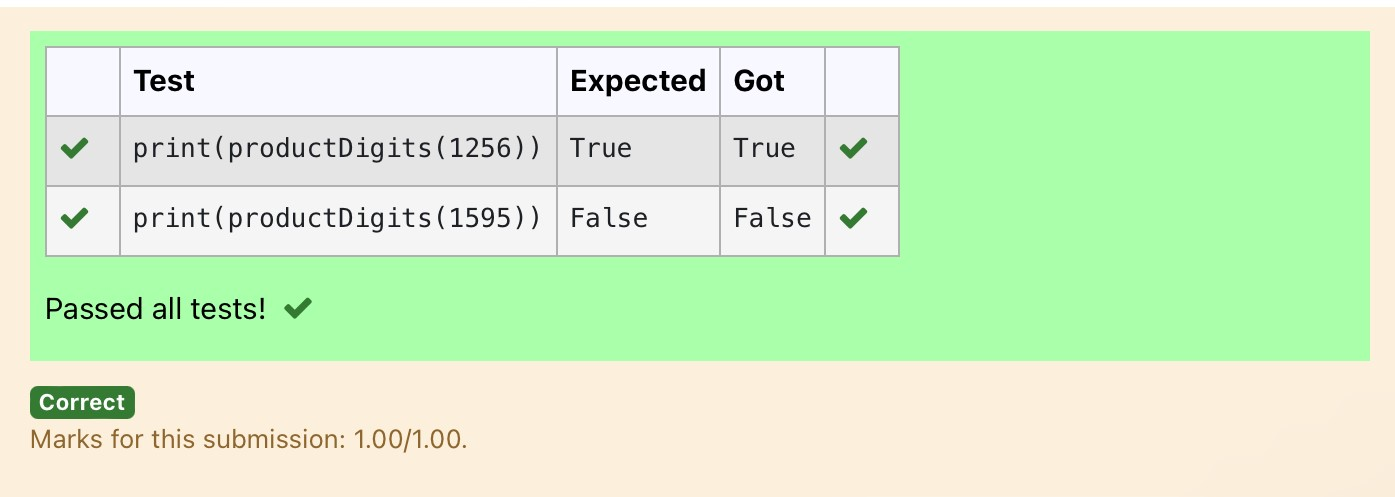 Test Expected Got
print(productDigits(1256)) True True
print(productDigits(1595)) False False
Passed all tests!
Correct
Marks for this submission: 1.00/1.00.